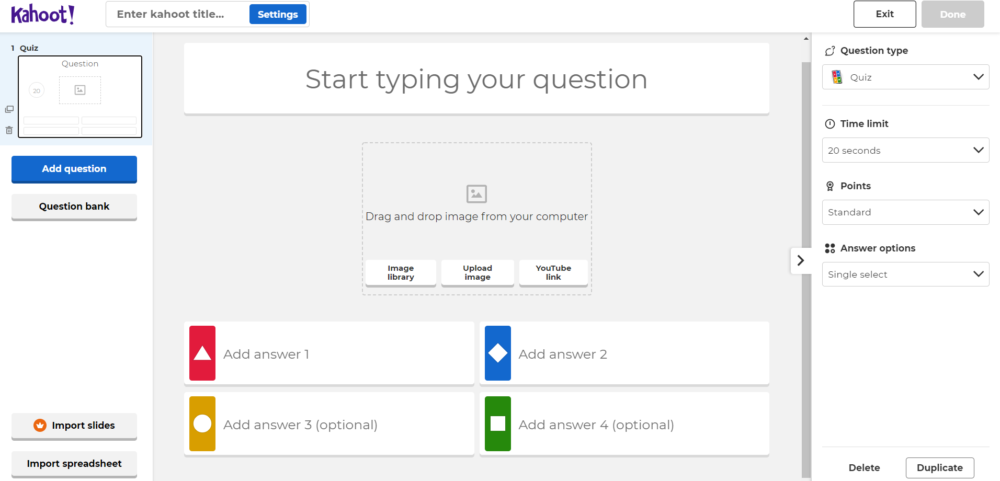 Kahoot!
Enter kahoot title...
Settings
Exit
Done
1 Quiz
Question
20
Add question
Question bank
Import slides
Import spreadsheet
Start typing your question
Drag and drop image from your computer
Image
library
Upload
image
YouTube
link
Add answer 1
Add answer 2
Add answer 3 (optional)
Add answer 4 (optional)
Question type
Quiz
Time limit
20 seconds
Points
Standard
Answer options
Single select
Delete
Duplicate